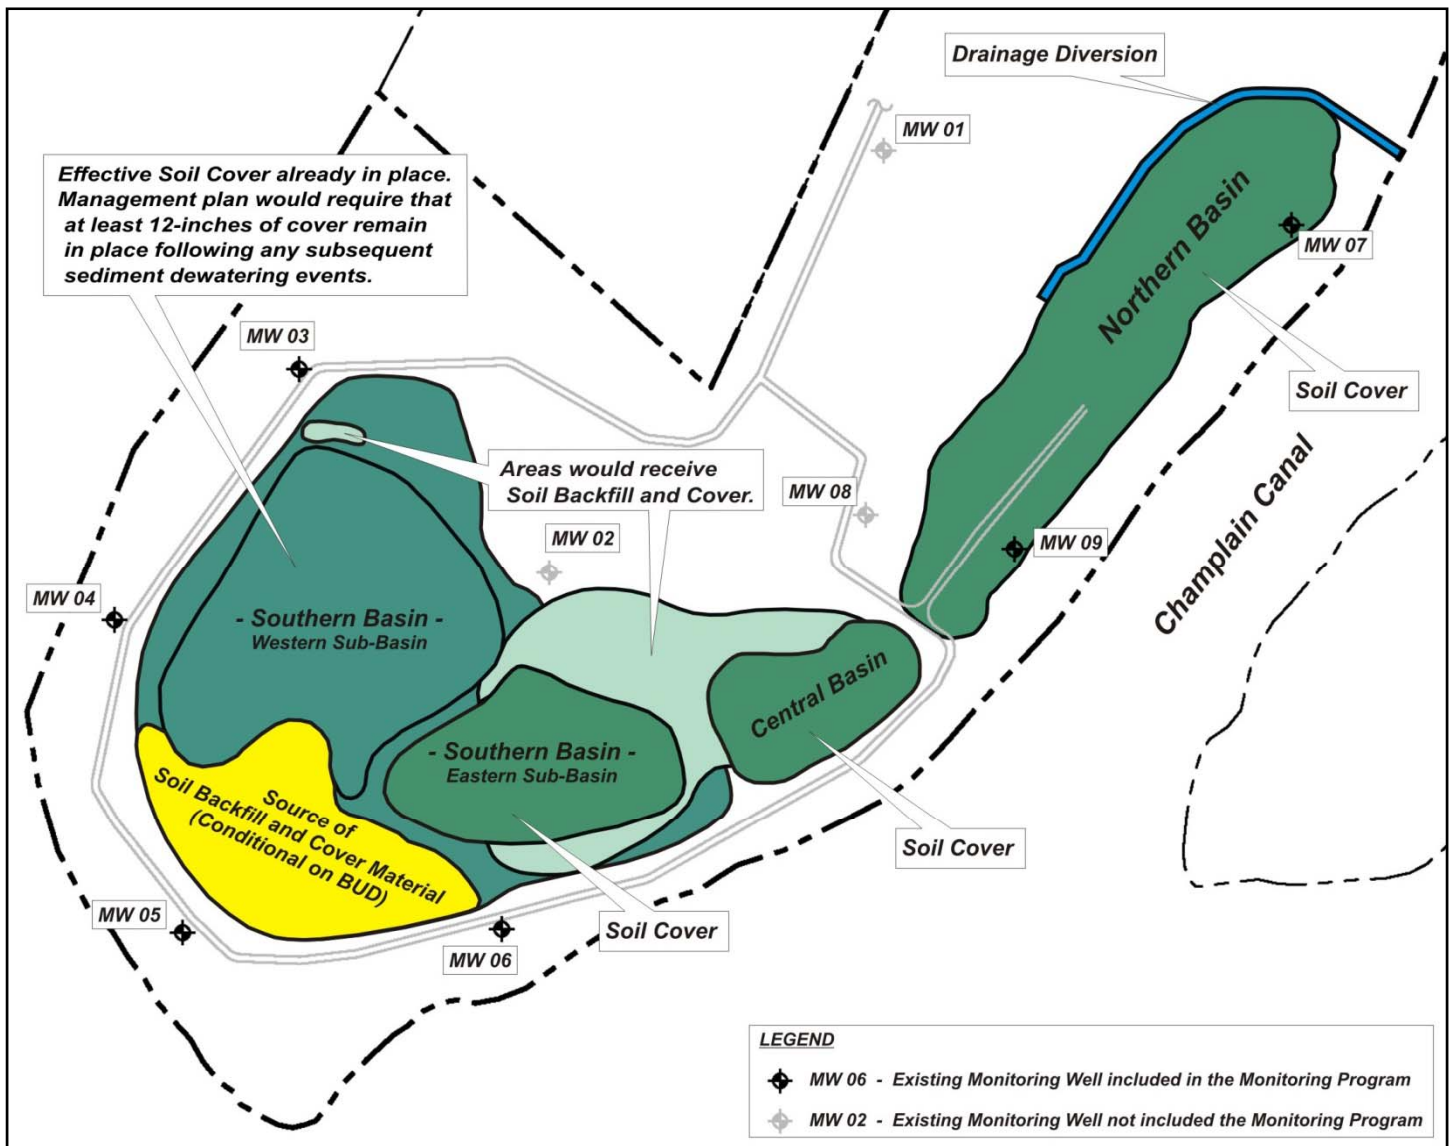 Drainage Diversion
MW 01
Effective Soil Cover already in place.
Management plan would require that
at least 12-inches of cover remain
in place following any subsequent
sediment dewatering events.
Northern Basin
MW 07
MW 03
Soil Cover
Areas would receive
Soil Backfill and Cover.
MW 08
MW 02
MW 09
Champlain Canal
MW 04
- Southern Basin -
Western Sub-Basin
Central Basin
- Southern Basin -
Eastern Sub-Basin
Source of
Soil Backfill and Cover Material
(Conditional on BUD)
Soil Cover
MW 05
Soil Cover
MW 06
LEGEND
MW 06 - Existing Monitoring Well included in the Monitoring Program
MW 02 - Existing Monitoring Well not included the Monitoring Program